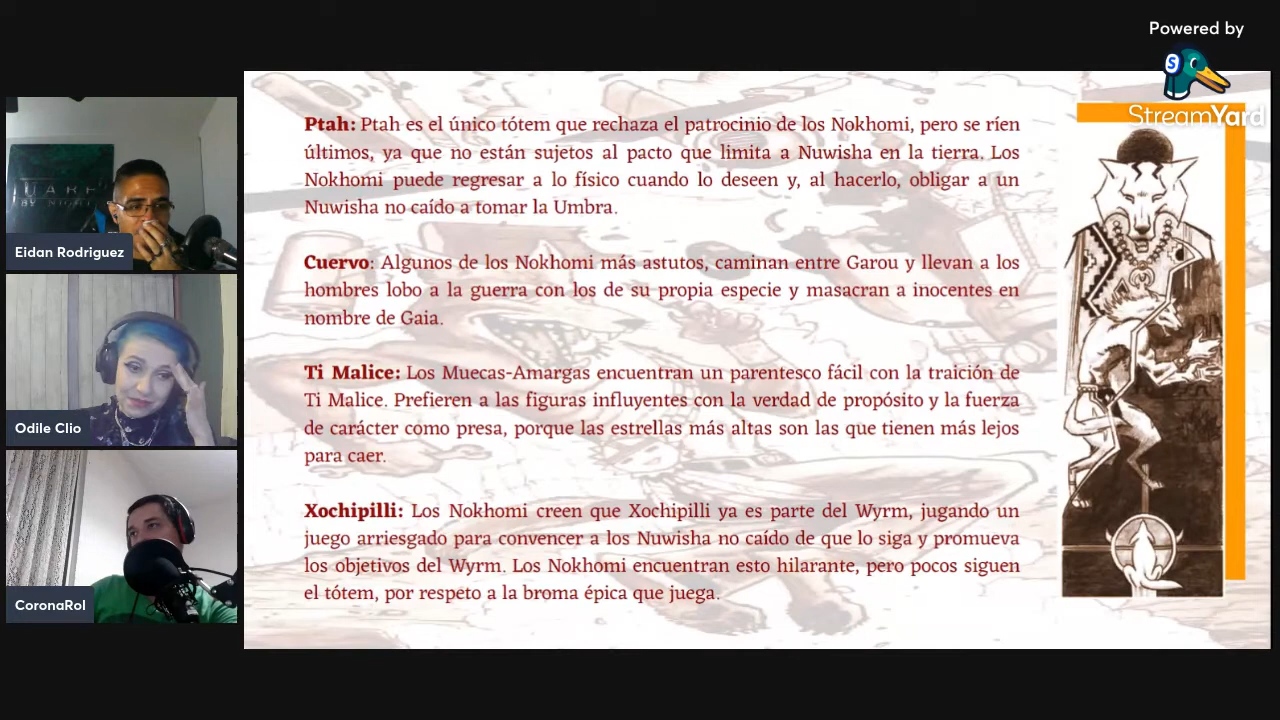 Powered by
S
StreamYard
Eidan Rodriguez
Odile Clio
CoronaRol
Ptah: Ptah es el único tótem que rechaza el patrocinio de los Nokhomi, pero se ríen
últimos, ya que no están sujetos al pacto que limita a Nuwisha en la tierra. Los
Nokhomi puede regresar a lo físico cuando lo deseen y, al hacerlo, obligar a un
Nuwisha no caído a tomar la Umbra.
Cuervo: Algunos de los Nokhomi más astutos, caminan entre Garou y llevan a los
hombres lobo a la guerra con los de su propia especie y masacran a inocentes en
nombre de Gaia.
Ti Malice: Los Muecas-Amargas encuentran un parentesco fácil con la traición de
Ti Malice. Prefieren a las figuras influyentes con la verdad de propósito y la fuerza
de carácter como presa, porque las estrellas más altas son las que tienen más lejos
para caer.
Xochipilli: Los Nokhomi creen que Xochipilli ya es parte del Wyrm, jugando un
juego arriesgado para convencer a los Nuwisha no caído de que lo siga y promueva
los objetivos del Wyrm. Los Nokhomi encuentran esto hilarante, pero pocos siguen
el tótem, por respeto a la broma épica que juega.